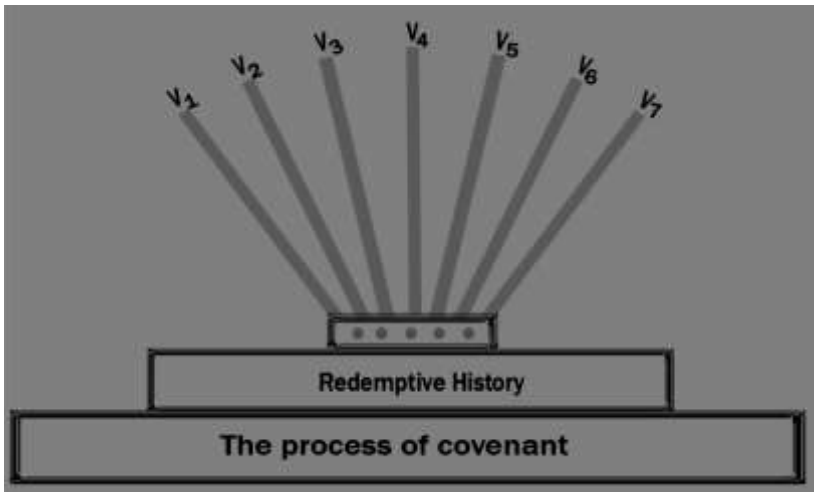 V1
V2
V3
V4
V5
V6
V7
Redemptive History
The process of covenant